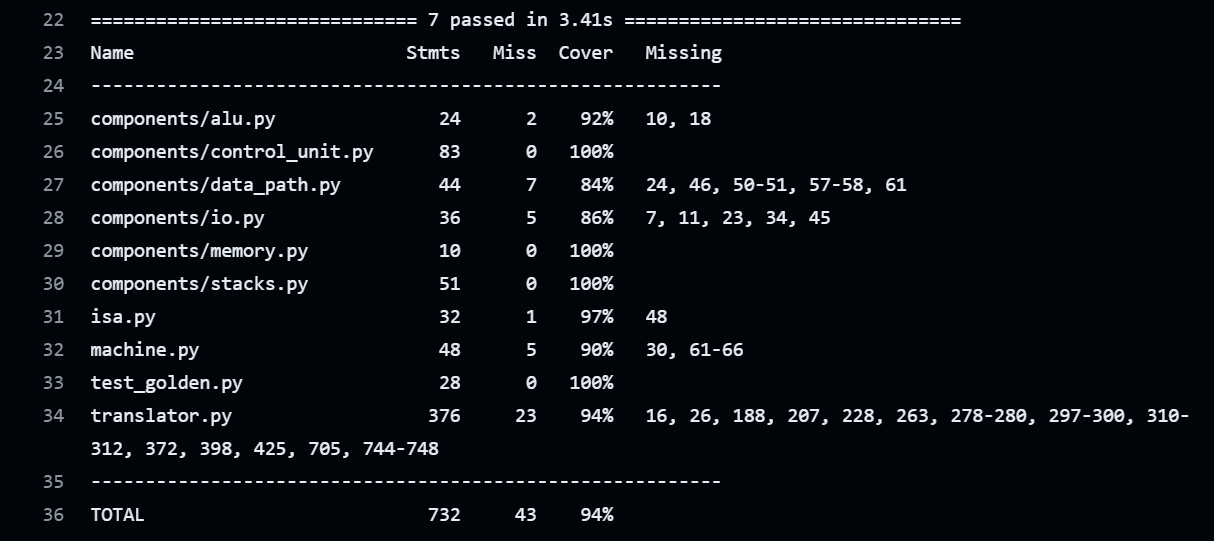 22 ============================== 7 passed in 3.41s ===============================
23 Name                         Stmts   Miss  Cover   Missing
24 ----------------------------------------------------------
25 components/alu.py               24      2    92%   10, 18
26 components/control_unit.py      83      0   100%
27 components/data_path.py         44      7    84%   24, 46, 50-51, 57-58, 61
28 components/io.py                36      5    86%   7, 11, 23, 34, 45
29 components/memory.py            10      0   100%
30 components/stacks.py            51      0   100%
31 isa.py                          32      1    97%   48
32 machine.py                      48      5    90%   30, 61-66
33 test_golden.py                  28      0   100%
34 translator.py                  376     23    94%   16, 26, 188, 207, 228, 263, 278-280, 297-300, 310-
312, 372, 398, 425, 705, 744-748
35 ----------------------------------------------------------
36 TOTAL                          732     43    94%